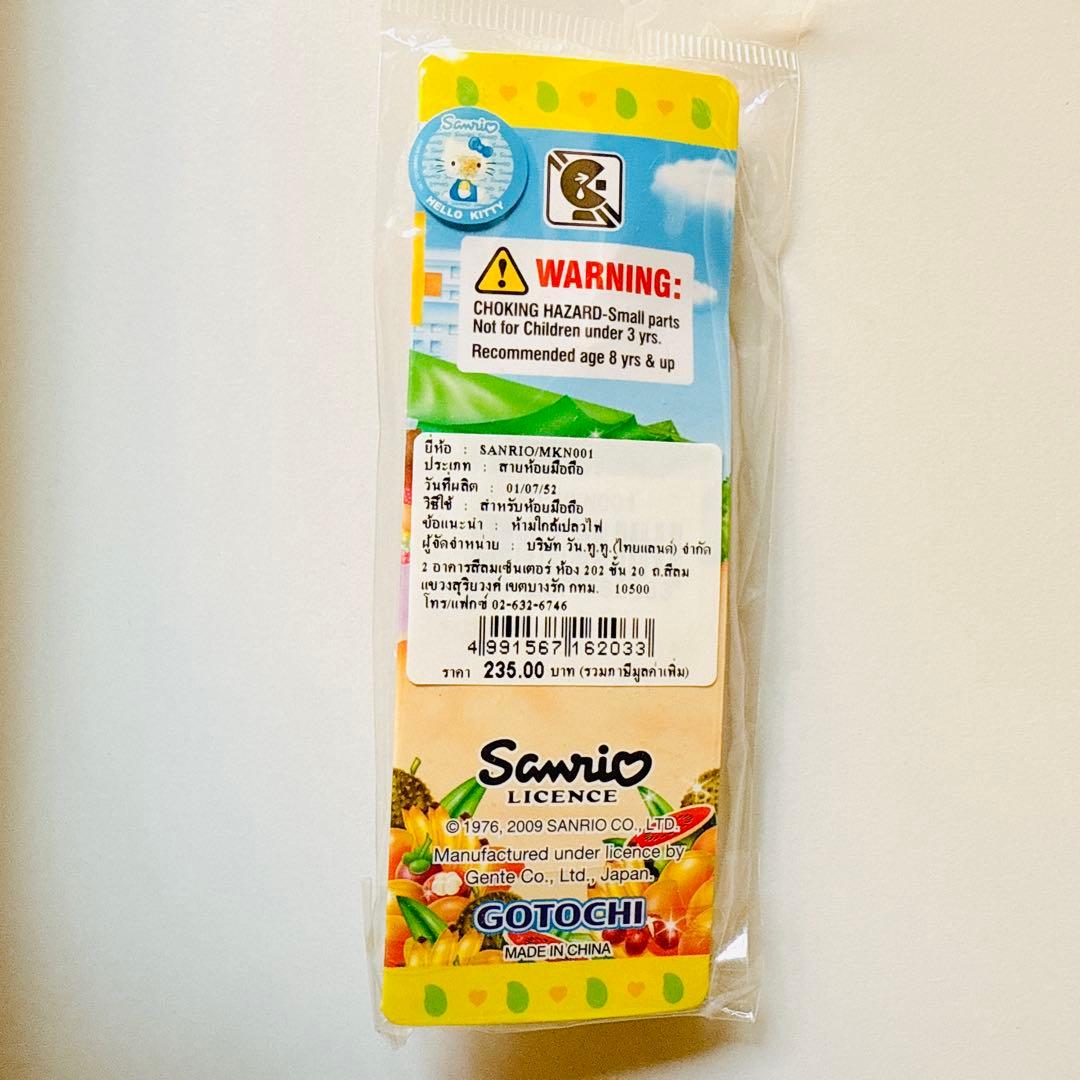 Sanrio
HELLO KITTY
WARNING:
CHOKING HAZARD-Small parts
Not for Children under 3 yrs.
Recommended age 8 yrs & up
ยี่ห้อ : SANRIO/MKN001
ประเภท : สายห้อยมือถือ
วันที่ผลิต : 01/07/52
วิธีใช้ : สำหรับห้อยมือถือ
ข้อแนะนำ : ห้ามใกล้เปลวไฟ
ผู้จัดจำหน่าย : บริษัท วัน.ทู.ทู.(ไทยแลนด์) จำกัด
2 อาคารสีลมเซ็นเตอร์ ห้อง 202 ชั้น 20 ถ.สีลม
แขวงสุริยวงศ์ เขตบางรัก กทม. 10500
โทร/แฟกซ์ 02-632-6746
4 991567 162033
ราคา 235.00 บาท (รวมภาษีมูลค่าเพิ่ม)
Sanrio
LICENCE
© 1976, 2009 SANRIO CO., LTD.
Manufactured under licence by
Gente Co., Ltd., Japan.
GOTOCHI
MADE IN CHINA